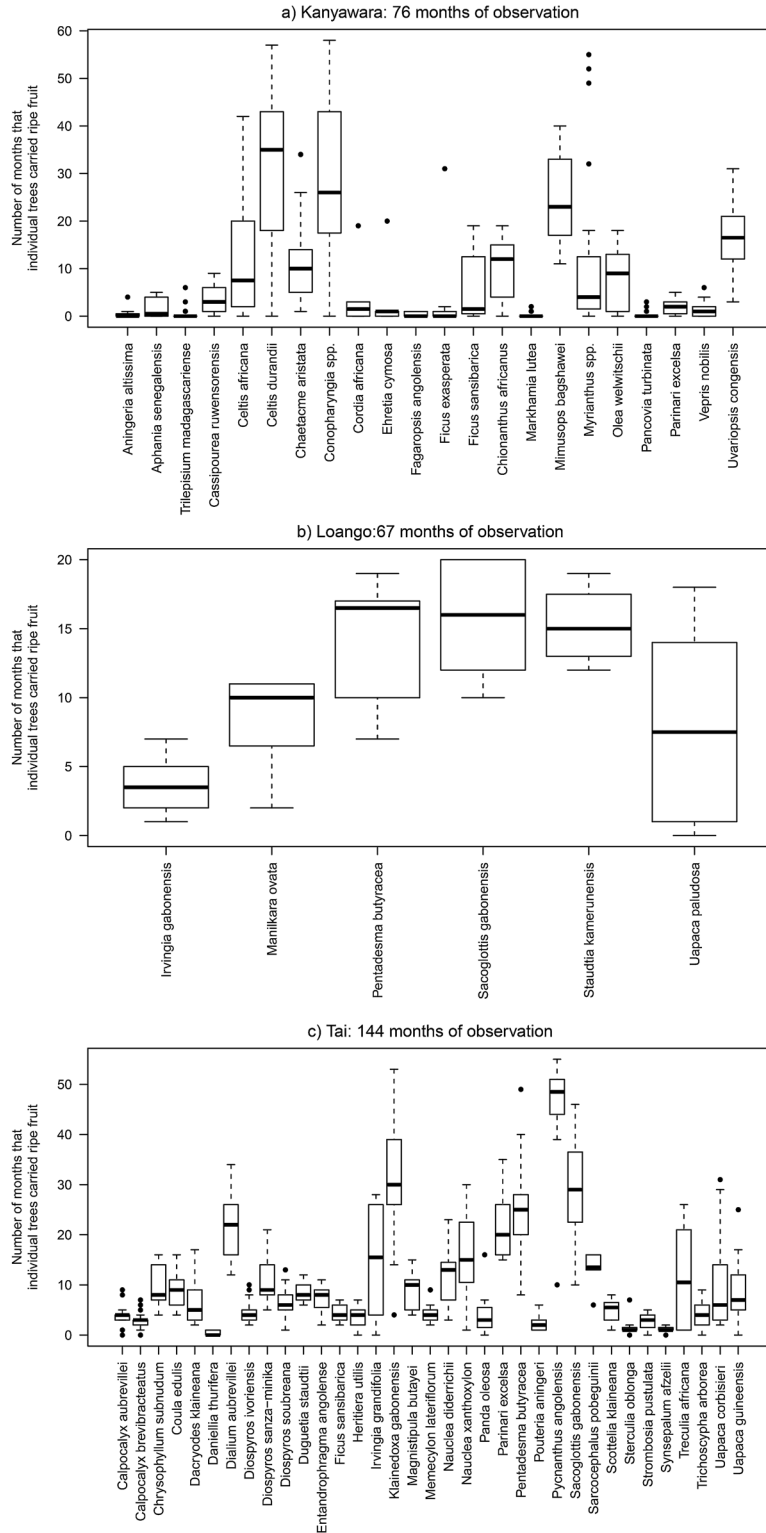 a) Kanyawara: 76 months of observation
Number of months that
individual trees carried ripe fruit
60
50
40
30
20
10
0
Aningeria altissima
Aphania senegalensis
Trilepisium madagascariense
Cassipourea ruwensorensis
Celtis africana
Celtis durandii
Chaetacme aristata
Conopharyngia spp.
Cordia africana
Ehretia cymosa
Fagaropsis angolensis
Ficus exasperata
Ficus sansibarica
Chionanthus africanus
Markhamia lutea
Mimusops bagshawei
Myrianthus spp.
Olea welwitschii
Pancovia turbinata
Parinari excelsa
Vepris nobilis
Uvariopsis congensis
b) Loango:67 months of observation
Number of months that
individual trees carried ripe fruit
20
15
10
5
0
Irvingia gabonensis
Manilkara ovata
Pentadesma butyracea
Sacoglottis gabonensis
Staudtia kamerunensis
Uapaca paludosa
c) Tai: 144 months of observation
Number of months that
individual trees carried ripe fruit
50
40
30
20
10
0
Calpocalyx aubrevillei
Calpocalyx brevibracteatus
Chrysophyllum subnudum
Coula edulis
Dacryodes klaineana
Daniellia thurifera
Dialium aubrevillei
Diospyros ivoriensis
Diospyros sanza−minika
Diospyros soubreana
Duguetia staudtii
Entandrophragma angolense
Ficus sansibarica
Heritiera utilis
Irvingia grandifolia
Klainedoxa gabonensis
Magnistipula butayei
Memecylon lateriflorum
Nauclea diderrichii
Nauclea xanthoxylon
Panda oleosa
Parinari excelsa
Pentadesma butyracea
Pouteria aningeri
Pycnanthus angolensis
Sacoglottis gabonensis
Sarcocephalus pobeguinii
Scottelia klaineana
Sterculia oblonga
Strombosia pustulata
Synsepalum afzelii
Treculia africana
Trichoscypha arborea
Uapaca corbisieri
Uapaca guineensis